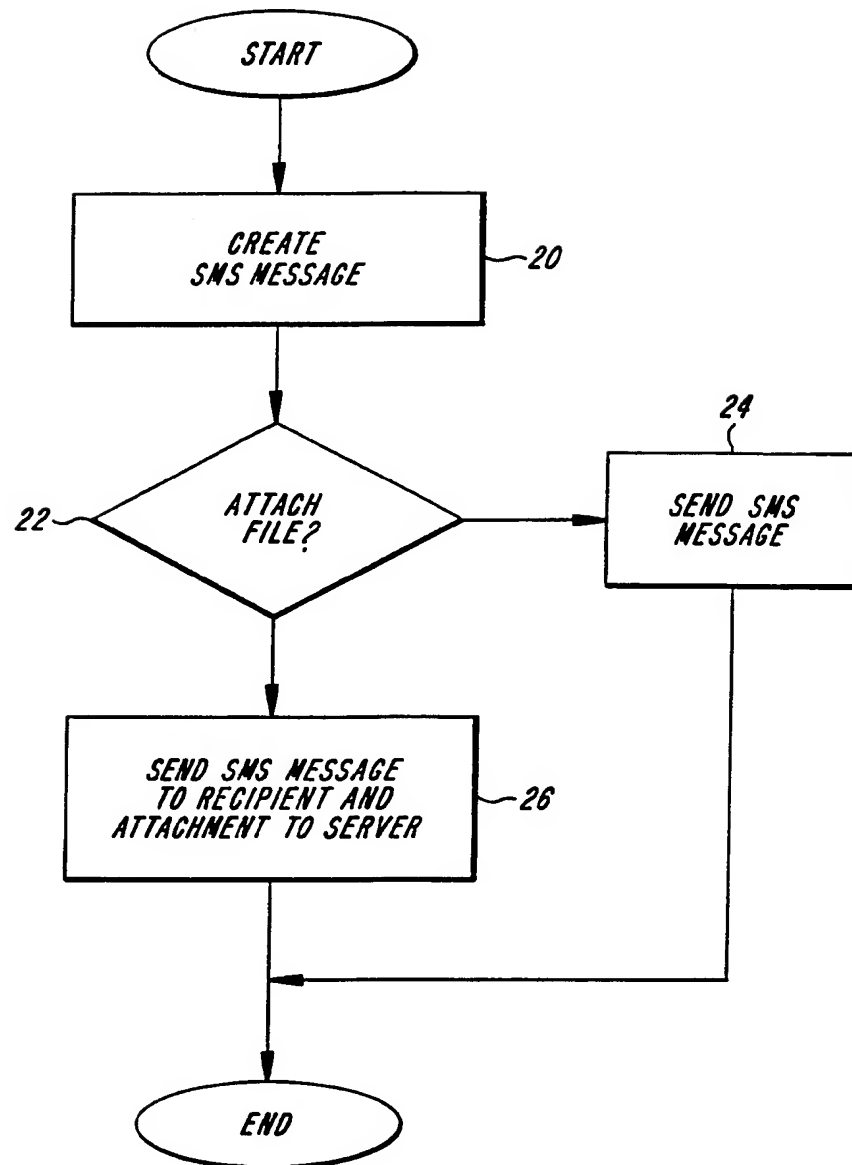 START
CREATE
SMS MESSAGE
20
ATTACH
FILE?
22
24
SEND SMS
MESSAGE
SEND SMS MESSAGE
TO RECIPIENT AND
ATTACHMENT TO SERVER
26
END